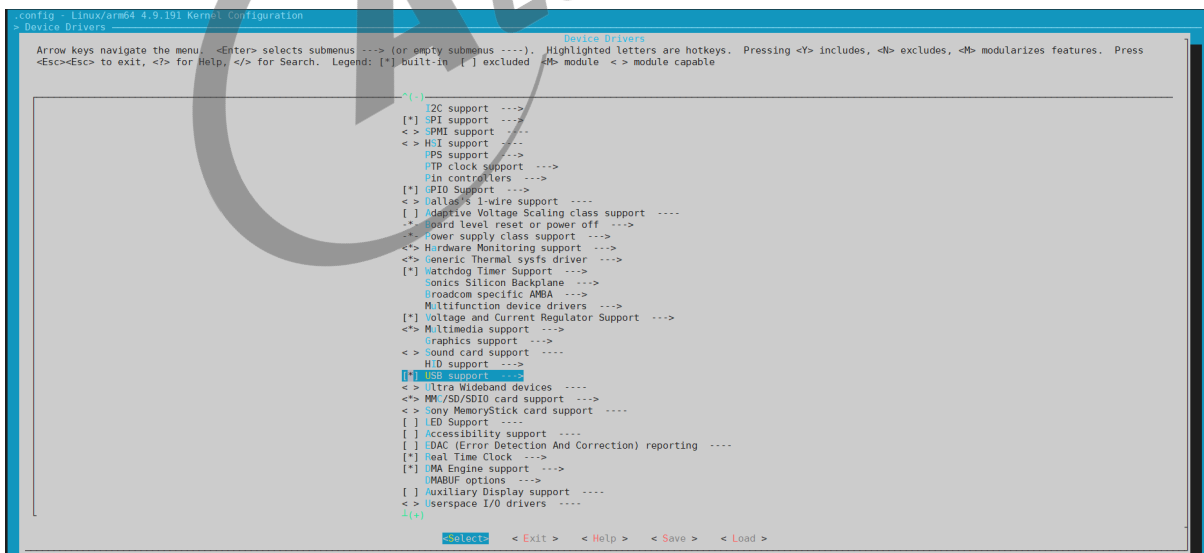 .config - Linux/arm64 4.9.191 Kernel Configuration
> Device Drivers
Device Drivers
Arrow keys navigate the menu.  <Enter> selects submenus ---> (or empty submenus ----).  Highlighted letters are hotkeys.  Pressing <Y> includes, <N> excludes, <M> modularizes features.  Press
<Esc><Esc> to exit, <?> for Help, </> for Search.  Legend: [*] built-in  [ ] excluded  <M> module  < > module capable
^(-)
I2C support  --->
[*] SPI support  --->
< > SPMI support  ----
< > HSI support  ----
PPS support  --->
PTP clock support  --->
Pin controllers  --->
[*] GPIO Support  --->
< > Dallas's 1-wire support  ----
[ ] Adaptive Voltage Scaling class support  ----
-*- Board level reset or power off  --->
-*- Power supply class support  --->
<*> Hardware Monitoring support  --->
<*> Generic Thermal sysfs driver  --->
[*] Watchdog Timer Support  --->
Sonics Silicon Backplane  --->
Broadcom specific AMBA  --->
Multifunction device drivers  --->
[*] Voltage and Current Regulator Support  --->
<*> Multimedia support  --->
Graphics support  --->
< > Sound card support  ----
HID support  --->
[*] USB support  --->
< > Ultra Wideband devices  ----
<*> MMC/SD/SDIO card support  --->
< > Sony MemoryStick card support  ----
[ ] LED Support  ----
[ ] Accessibility support  ----
[ ] EDAC (Error Detection And Correction) reporting  ----
[*] Real Time Clock  --->
[*] DMA Engine support  --->
DMABUF options  --->
[ ] Auxiliary Display support  ----
< > Userspace I/O drivers  ----
┴(+)
<Select>    < Exit >    < Help >    < Save >    < Load >